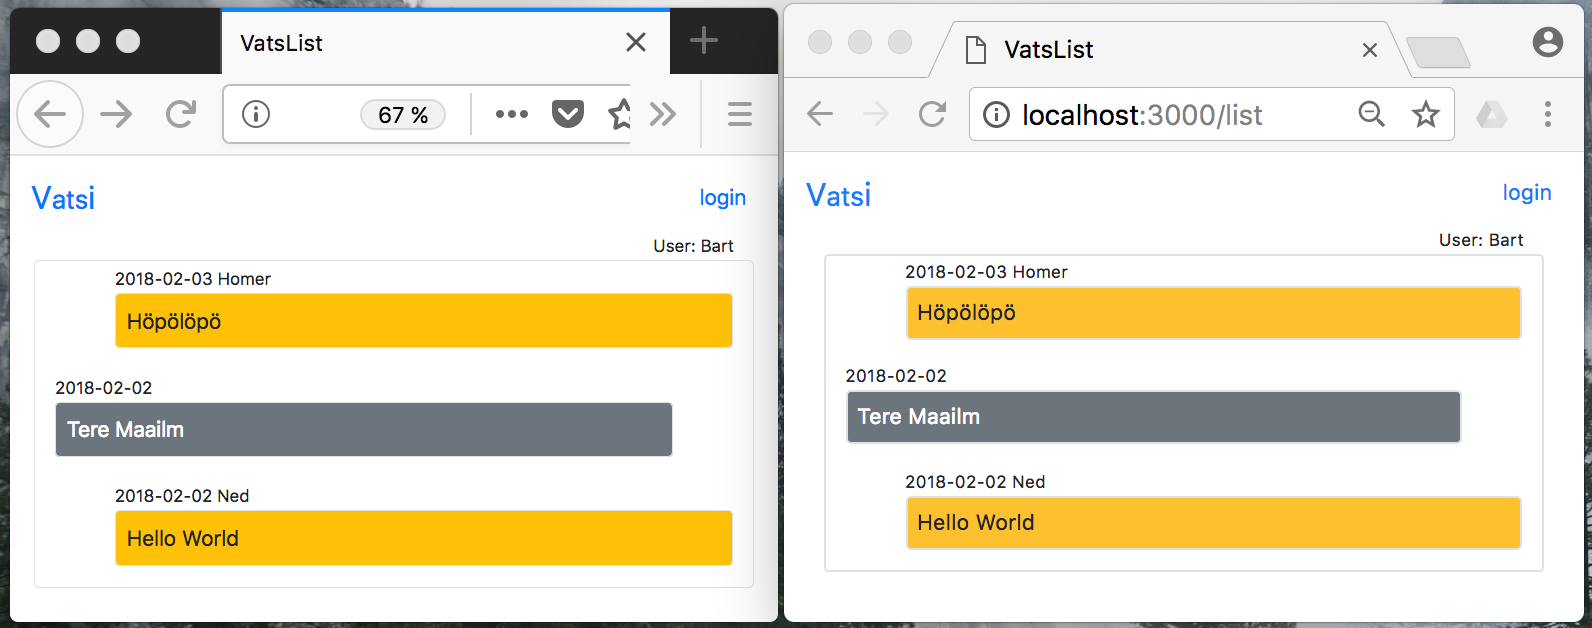 VatsList
67 %
Vatsi
login
User: Bart
2018-02-03 Homer
Höpölöpö
2018-02-02
Tere Maailm
2018-02-02 Ned
Hello World
VatsList
localhost:3000/list
Vatsi
login
User: Bart
2018-02-03 Homer
Höpölöpö
2018-02-02
Tere Maailm
2018-02-02 Ned
Hello World